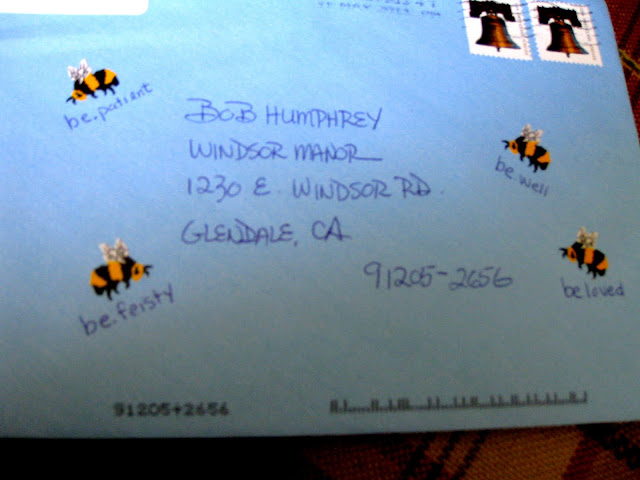 be.patient
BOB HUMPHREY
WINDSOR MANOR
1230 E. WINDSOR RD.
GLENDALE, CA
91205-2656
be.well
be.feisty
be loved
91205+2656